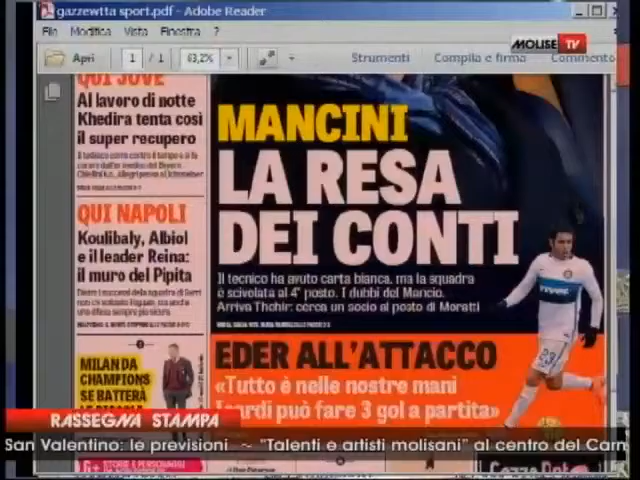 gazzewtta sport.pdf - Adobe Reader
File Modifica Vista Finestra ?
MOLISE TV
Apri 1 / 1 63,2% Strumenti Compila e firma Commento
QUI JUVE
Al lavoro di notte
Khedira tenta così
il super recupero
QUI NAPOLI
Koulibaly, Albiol
e il leader Reina:
il muro del Pipita
MANCINI
LA RESA
DEI CONTI
Il tecnico ha avuto carta bianca, ma la squadra
è scivolata al 4° posto. I dubbi del Mancio.
Arriva Thohir: cerca un socio al posto di Moratti
MILAN DA
CHAMPIONS
SE BATTERÀ
EDER ALL'ATTACCO
«Tutto è nelle nostre mani
Icardi può fare 3 gol a partita»
23
RASSEGNA STAMPA
San Valentino: le previsioni ~ "Talenti e artisti molisani" al centro del Carn